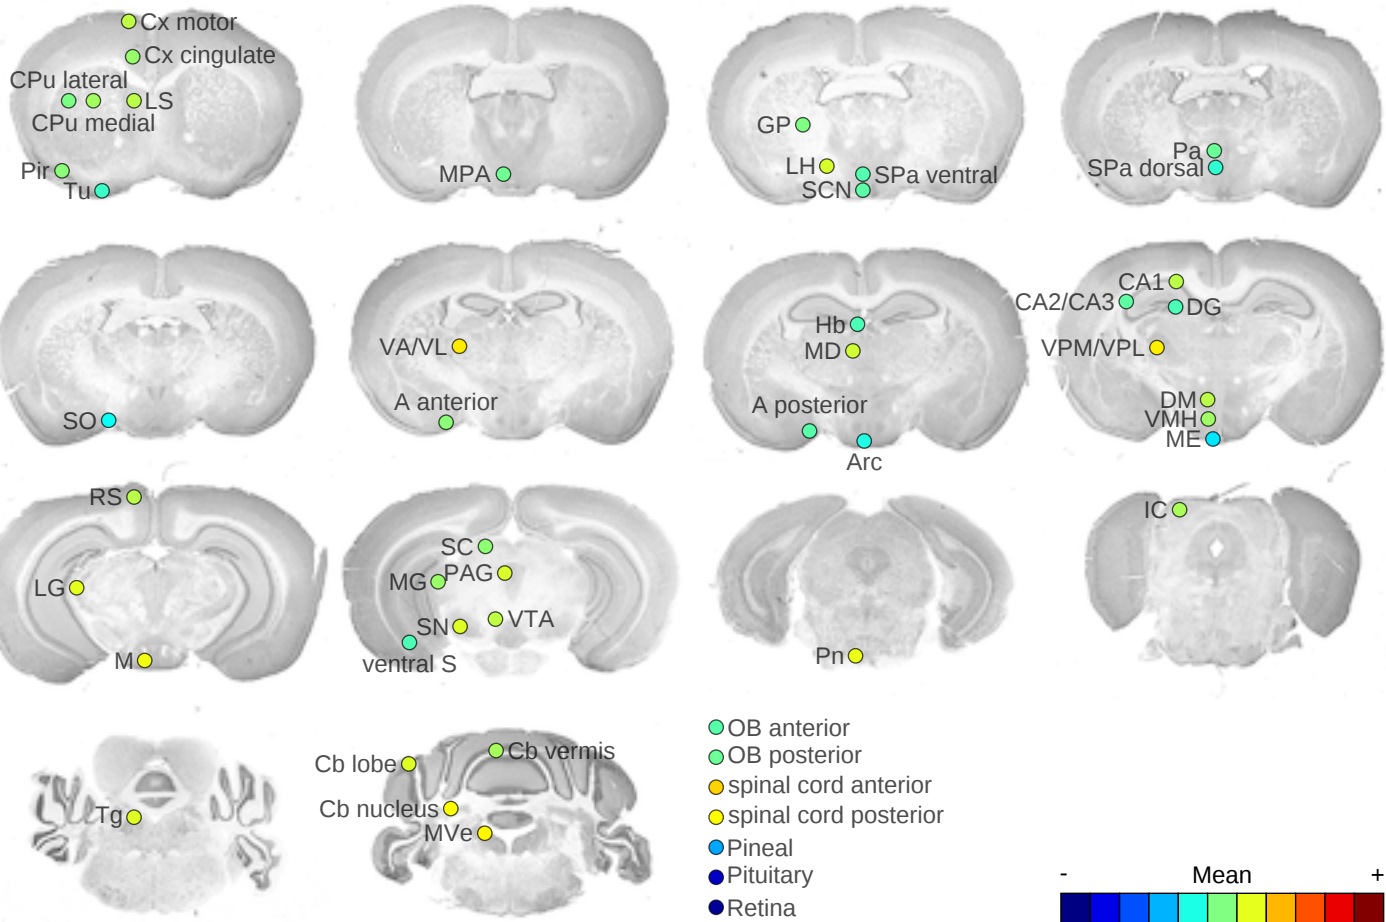 Cx motor
Cx cingulate
CPu lateral
LS
CPu medial
Pir
Tu
MPA
GP
LH
SPa ventral
SCN
Pa
SPa dorsal
SO
VA/VL
A anterior
Hb
MD
A posterior
Arc
CA1
CA2/CA3
DG
VPM/VPL
DM
VMH
ME
RS
LG
M
SC
MG
PAG
SN
VTA
ventral S
Pn
IC
Tg
Cb lobe
Cb vermis
Cb nucleus
MVe
OB anterior
OB posterior
spinal cord anterior
spinal cord posterior
Pineal
Pituitary
Retina
- Mean +